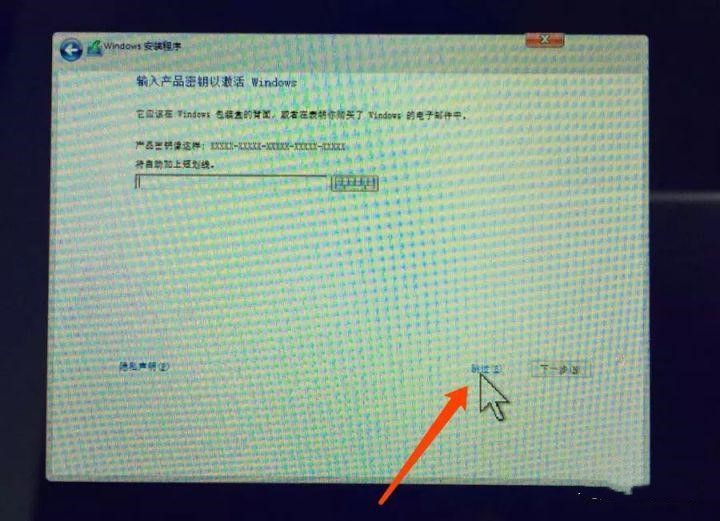 Windows 安装程序
输入产品密钥以激活 Windows
它应该在 Windows 包装盒的背面，或者在表明你购买了 Windows 的电子邮件中。
产品密钥像这样: XXXXX-XXXXX-XXXXX-XXXXX-XXXXX
将自动加上短划线。
隐私声明(P)
跳过(S)
下一步(N)